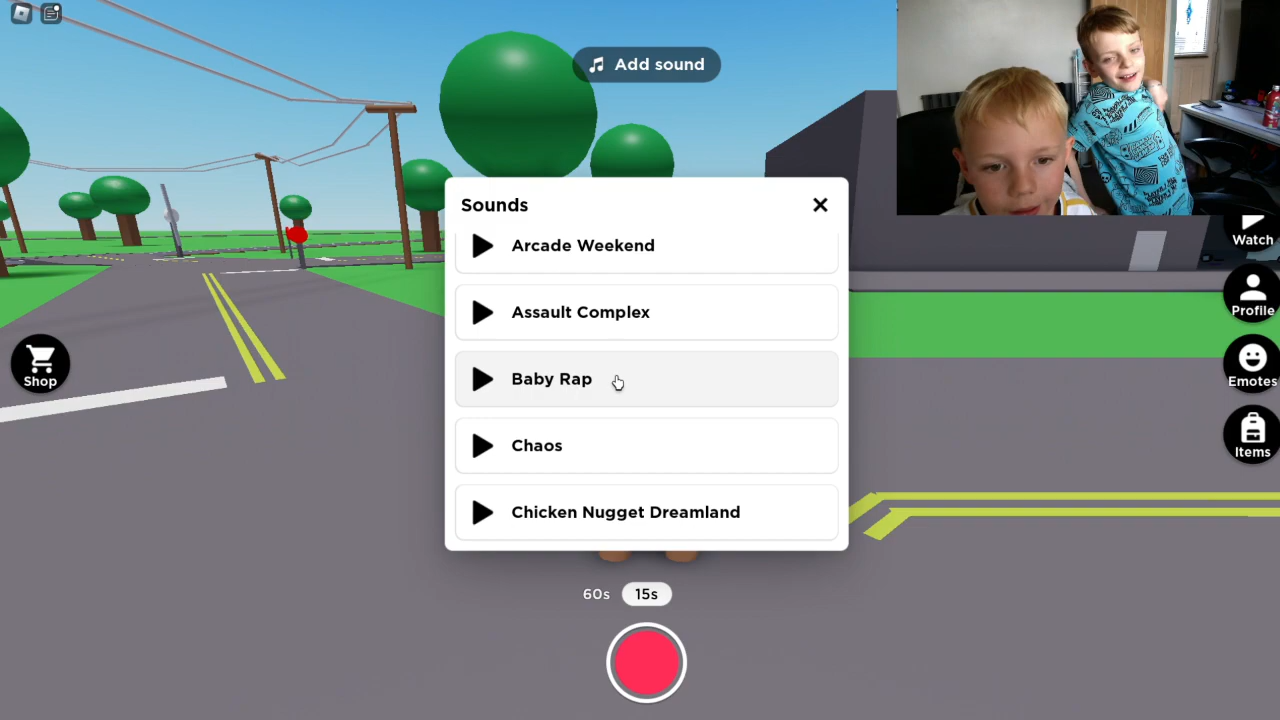 Add sound
Sounds
Arcade Weekend
Assault Complex
Baby Rap
Chaos
Chicken Nugget Dreamland
Watch
Profile
Shop
Emotes
Items
60s 15s